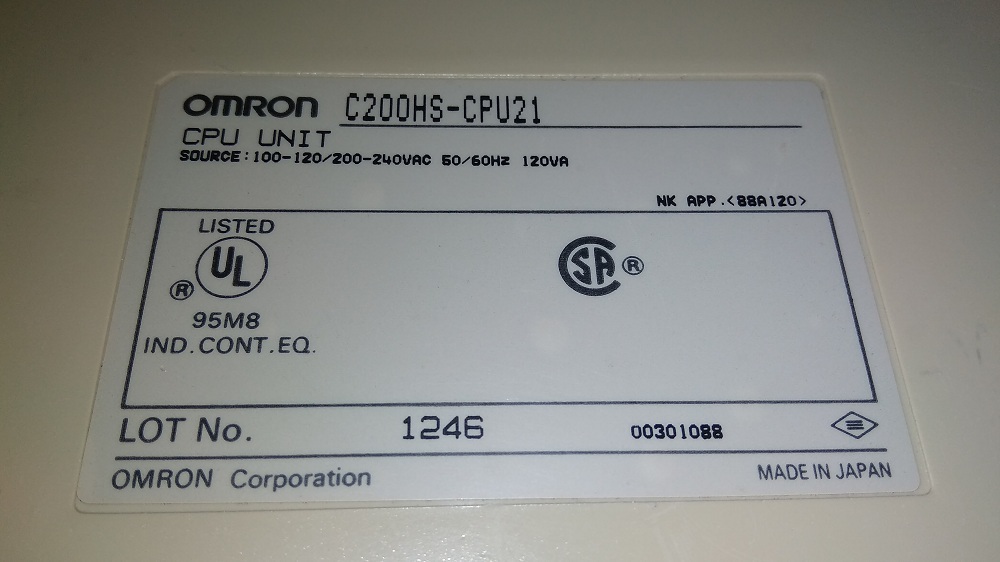 OMRON C200HS-CPU21
CPU UNIT
SOURCE:100-120/200-240VAC 50/60Hz 120VA
NK APP.<88A120>
LISTED
UL
®
95M8
IND.CONT.EQ.
CSA ®
LOT No. 1246 00301088
OMRON Corporation MADE IN JAPAN